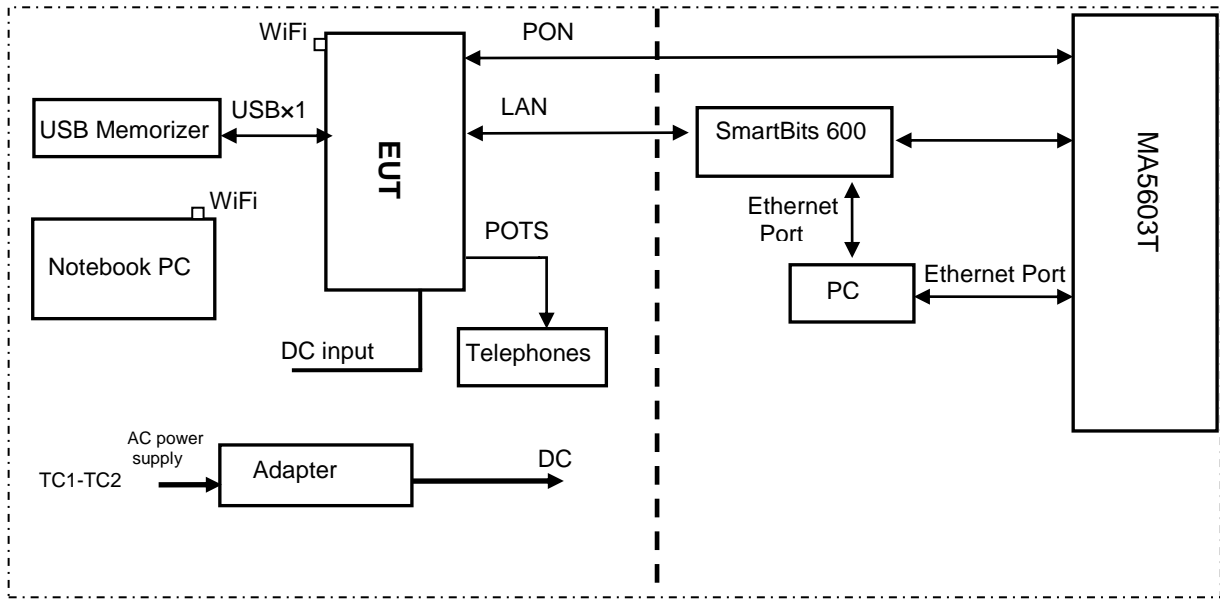 WiFi
PON
USB Memorizer
USB×1
EUT
LAN
SmartBits 600
MA5603T
WiFi
Notebook PC
POTS
Ethernet
Port
PC
Ethernet Port
DC input
Telephones
AC power
supply
TC1-TC2
Adapter
DC